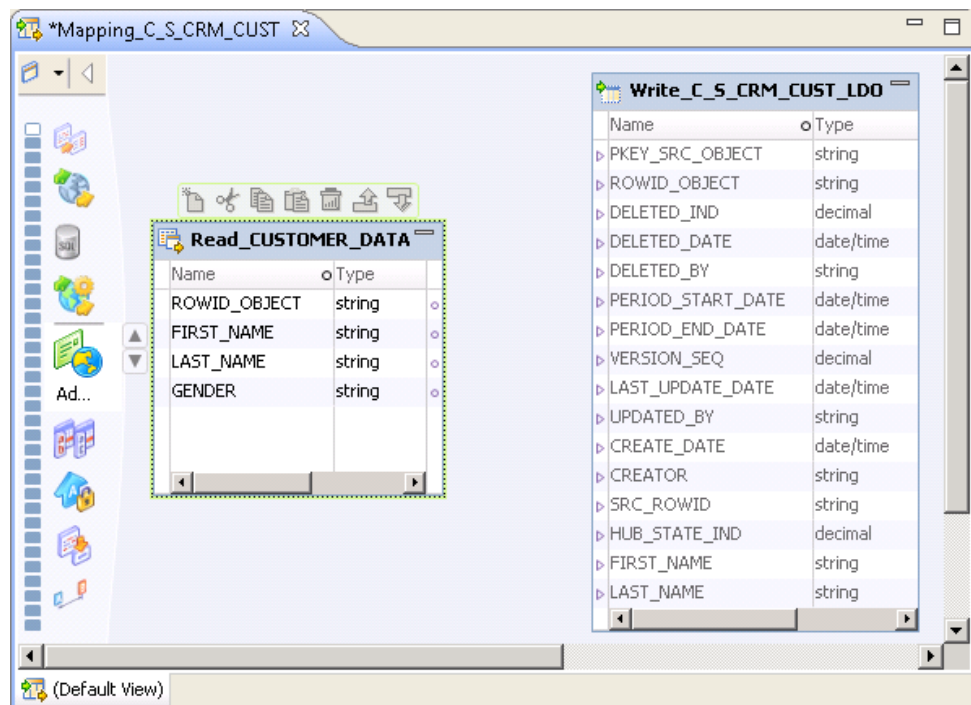 *Mapping_C_S_CRM_CUST
Write_C_S_CRM_CUST_LDO
Name Type
PKEY_SRC_OBJECT string
ROWID_OBJECT string
DELETED_IND decimal
DELETED_DATE date/time
DELETED_BY string
PERIOD_START_DATE date/time
PERIOD_END_DATE date/time
VERSION_SEQ decimal
LAST_UPDATE_DATE date/time
UPDATED_BY string
CREATE_DATE date/time
CREATOR string
SRC_ROWID string
HUB_STATE_IND decimal
FIRST_NAME string
LAST_NAME string
Read_CUSTOMER_DATA
Name Type
ROWID_OBJECT string
FIRST_NAME string
LAST_NAME string
GENDER string
SQL
Ad...
(Default View)